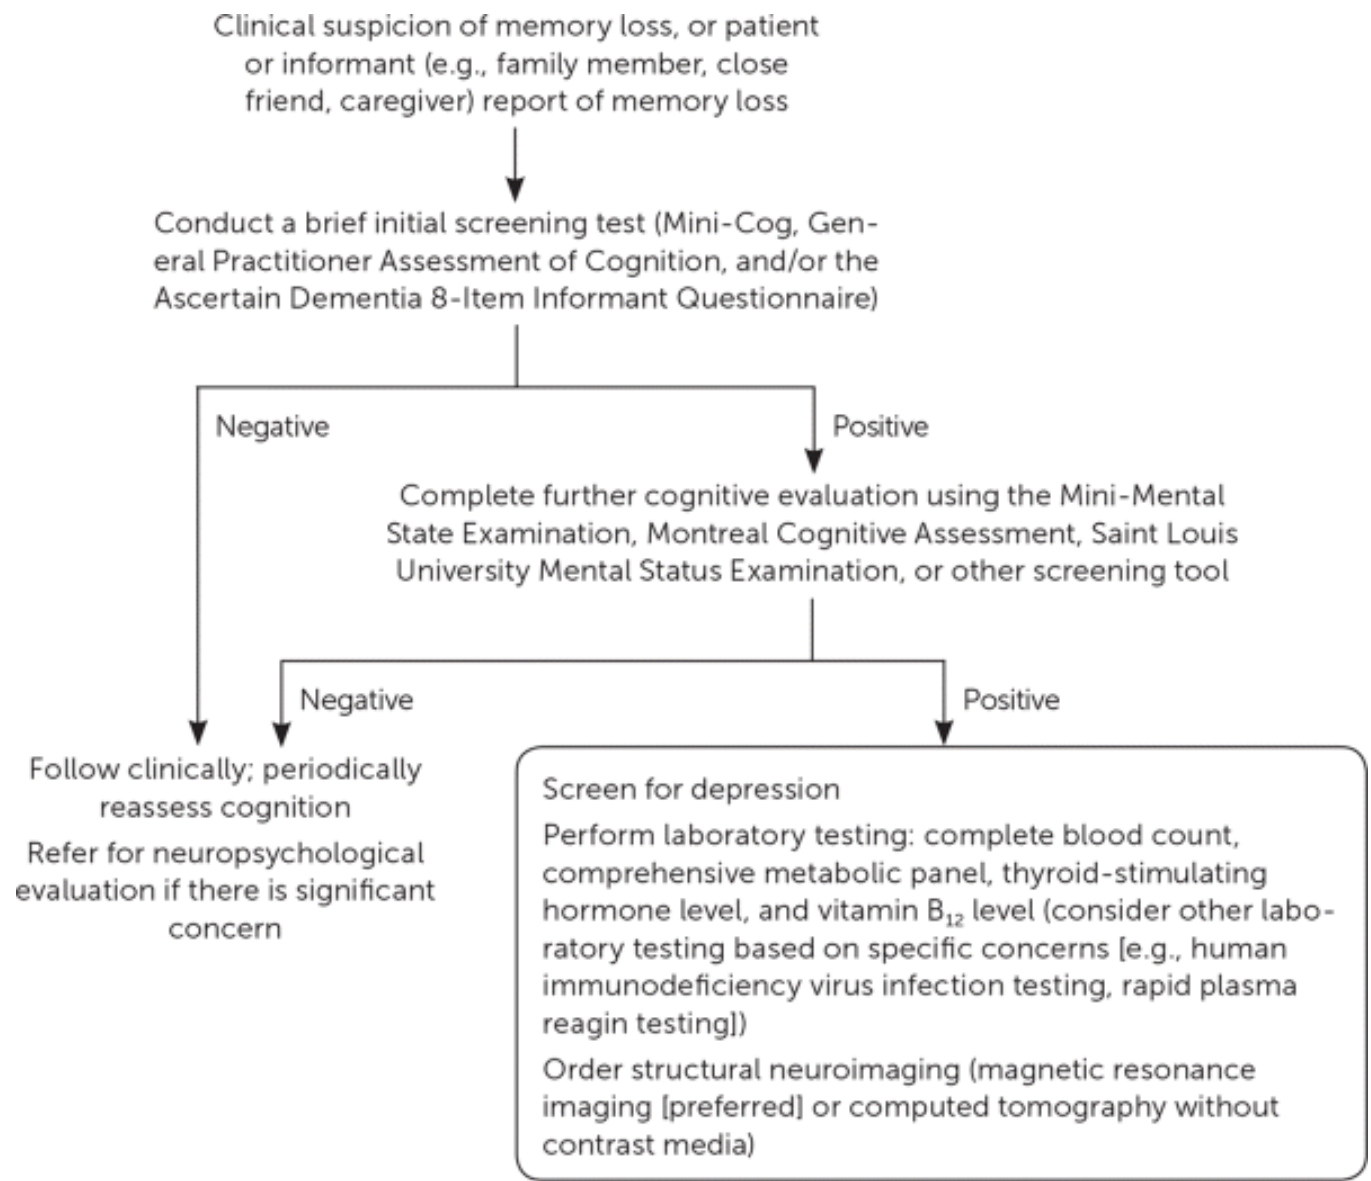 Clinical suspicion of memory loss, or patient
or informant (e.g., family member, close
friend, caregiver) report of memory loss
Conduct a brief initial screening test (Mini-Cog, Gen-
eral Practitioner Assessment of Cognition, and/or the
Ascertain Dementia 8-Item Informant Questionnaire)
Negative
Positive
Complete further cognitive evaluation using the Mini-Mental
State Examination, Montreal Cognitive Assessment, Saint Louis
University Mental Status Examination, or other screening tool
Negative
Positive
Follow clinically; periodically
reassess cognition
Refer for neuropsychological
evaluation if there is significant
concern
Screen for depression
Perform laboratory testing: complete blood count,
comprehensive metabolic panel, thyroid-stimulating
hormone level, and vitamin B₁₂ level (consider other labo-
ratory testing based on specific concerns [e.g., human
immunodeficiency virus infection testing, rapid plasma
reagin testing])
Order structural neuroimaging (magnetic resonance
imaging [preferred] or computed tomography without
contrast media)